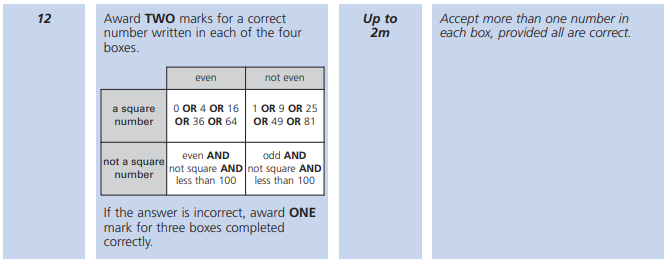 12
Award TWO marks for a correct
number written in each of the four
boxes.
even
not even
a square
number
0 OR 4 OR 16
OR 36 OR 64
1 OR 9 OR 25
OR 49 OR 81
not a square
number
even AND
not square AND
less than 100
odd AND
not square AND
less than 100
If the answer is incorrect, award ONE
mark for three boxes completed
correctly.
Up to
2m
Accept more than one number in
each box, provided all are correct.